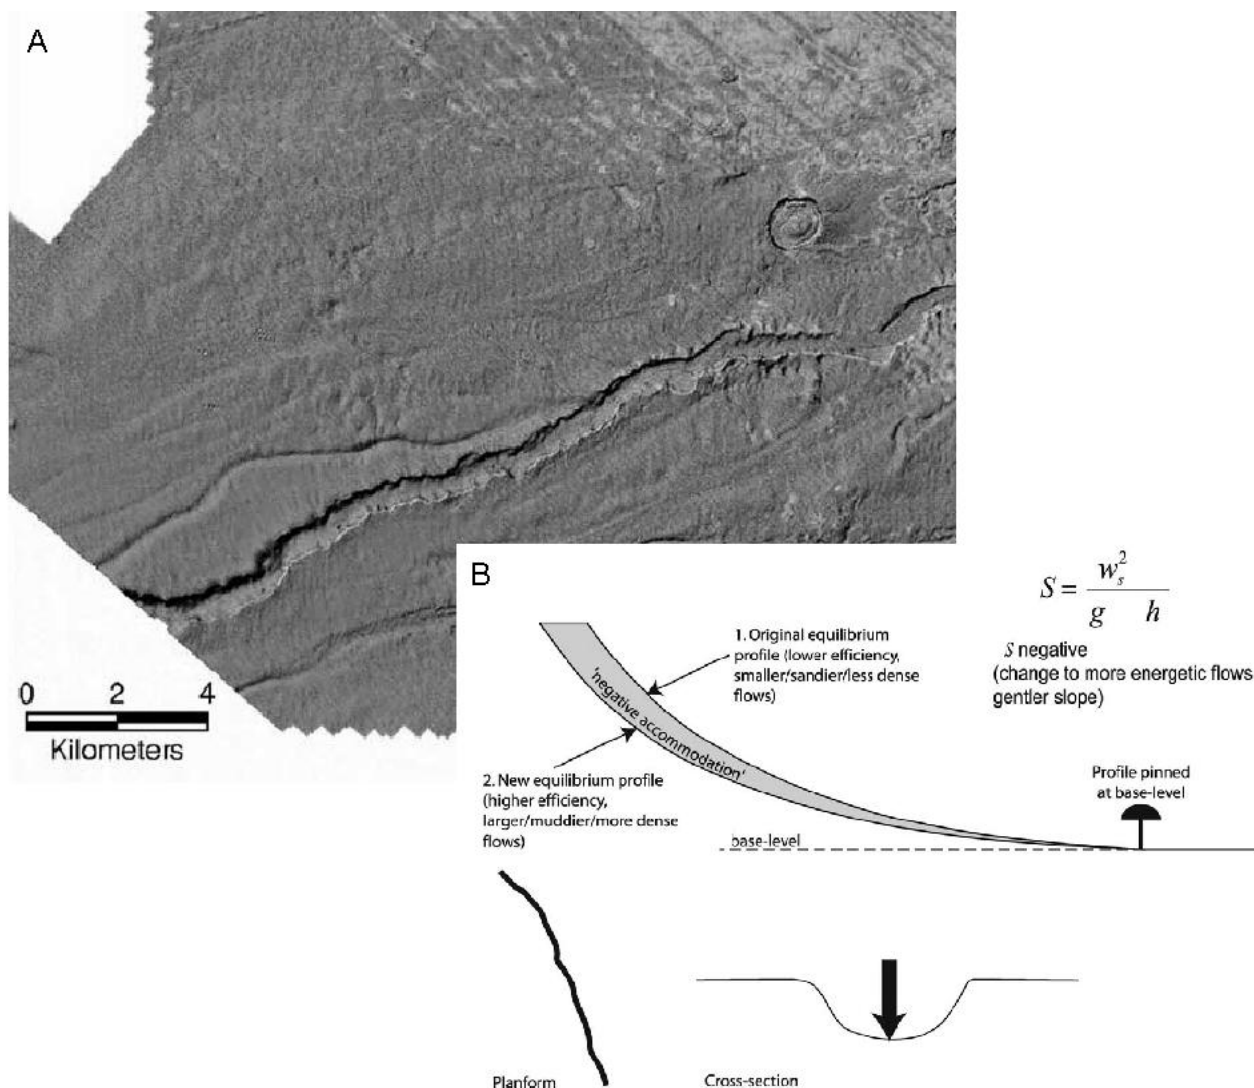 A
0 2 4
Kilometers
B
S = w_s^2 / g h
S negative
(change to more energetic flows
gentler slope)
1. Original equilibrium
profile (lower efficiency,
smaller/sandier/less dense
flows)
'negative accommodation'
2. New equilibrium profile
(higher efficiency,
larger/muddier/more dense
flows)
Profile pinned
at base-level
base-level
Planform
Cross-section